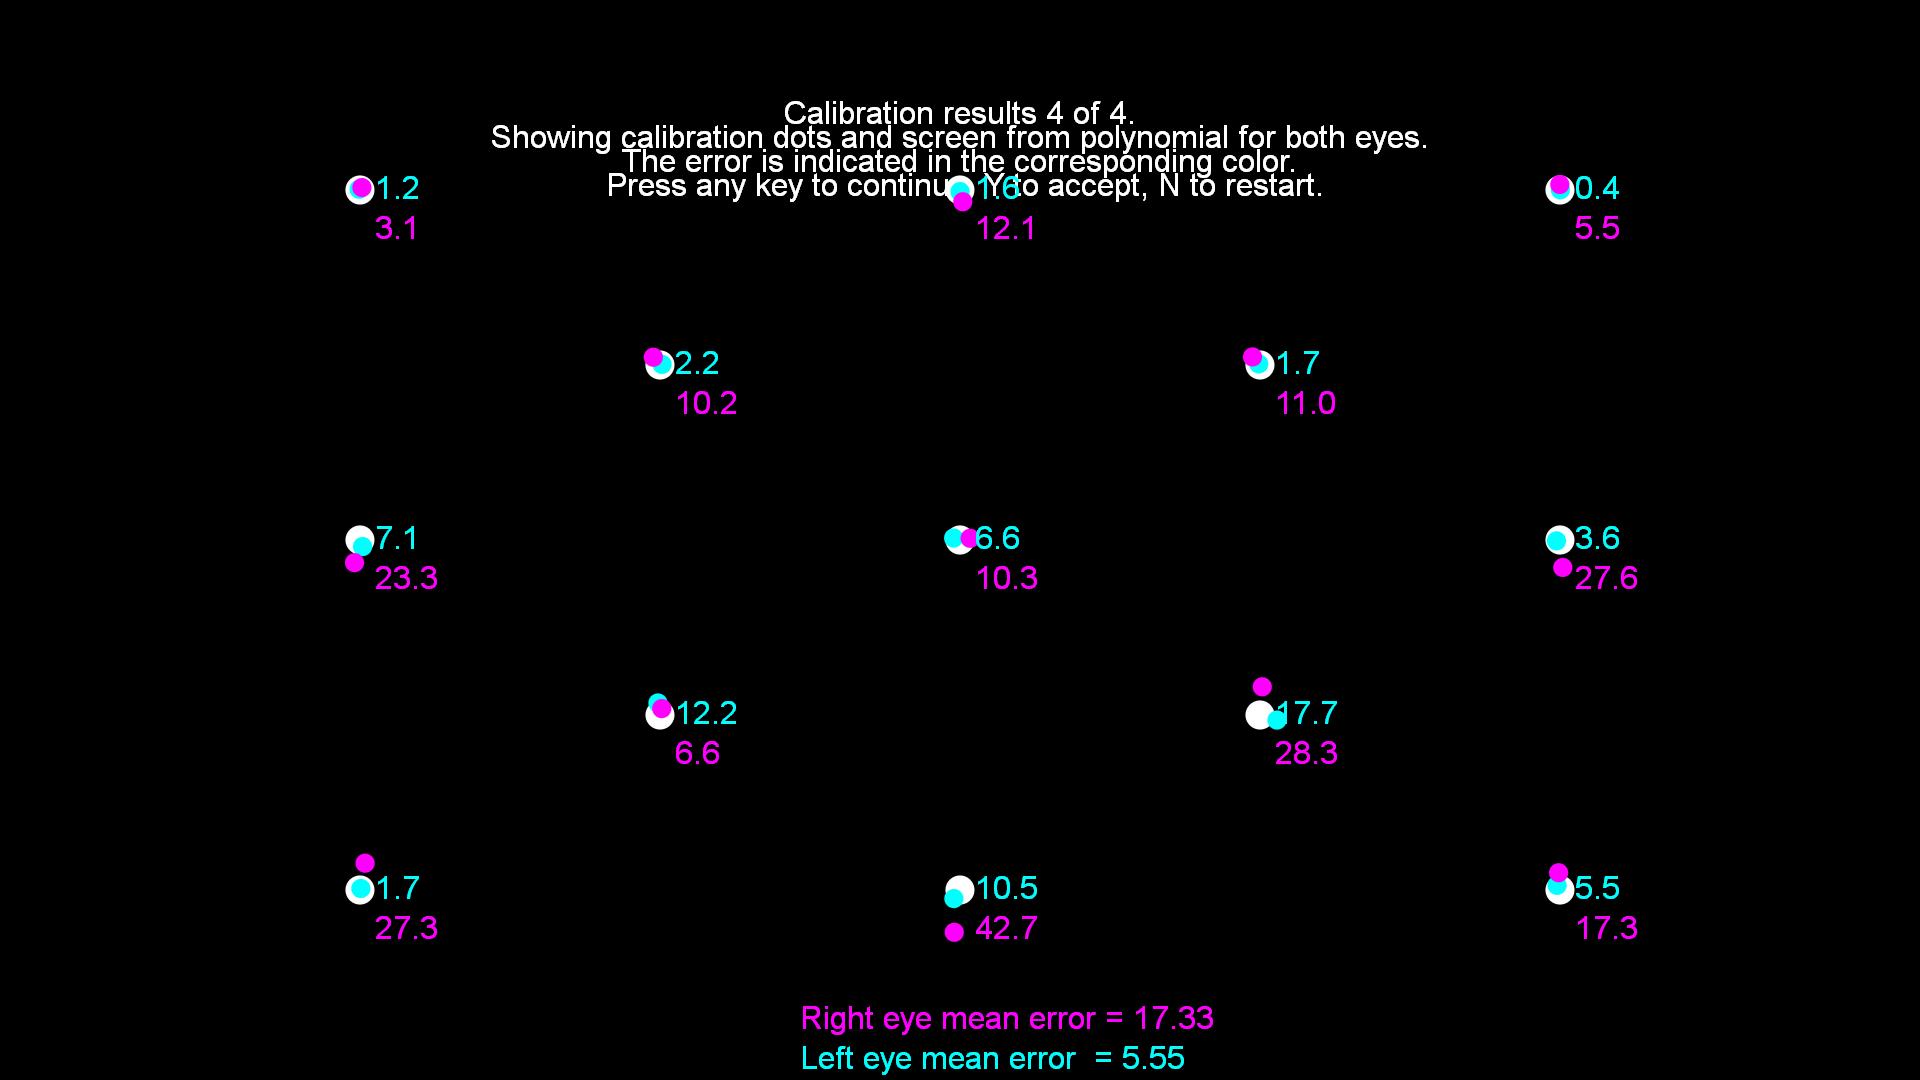 Calibration results 4 of 4.
Showing calibration dots and screen from polynomial for both eyes.
The error is indicated in the corresponding color.
Press any key to continue, Y to accept, N to restart.
1.2 1.6 0.4
3.1 12.1 5.5
2.2 1.7
10.2 11.0
7.1 6.6 3.6
23.3 10.3 27.6
12.2 17.7
6.6 28.3
1.7 10.5 5.5
27.3 42.7 17.3
Right eye mean error = 17.33
Left eye mean error = 5.55